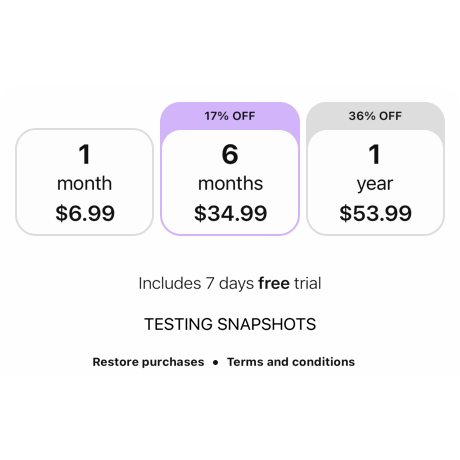 17% OFF
36% OFF
1
month
$6.99
6
months
$34.99
1
year
$53.99
Includes 7 days free trial
TESTING SNAPSHOTS
Restore purchases • Terms and conditions